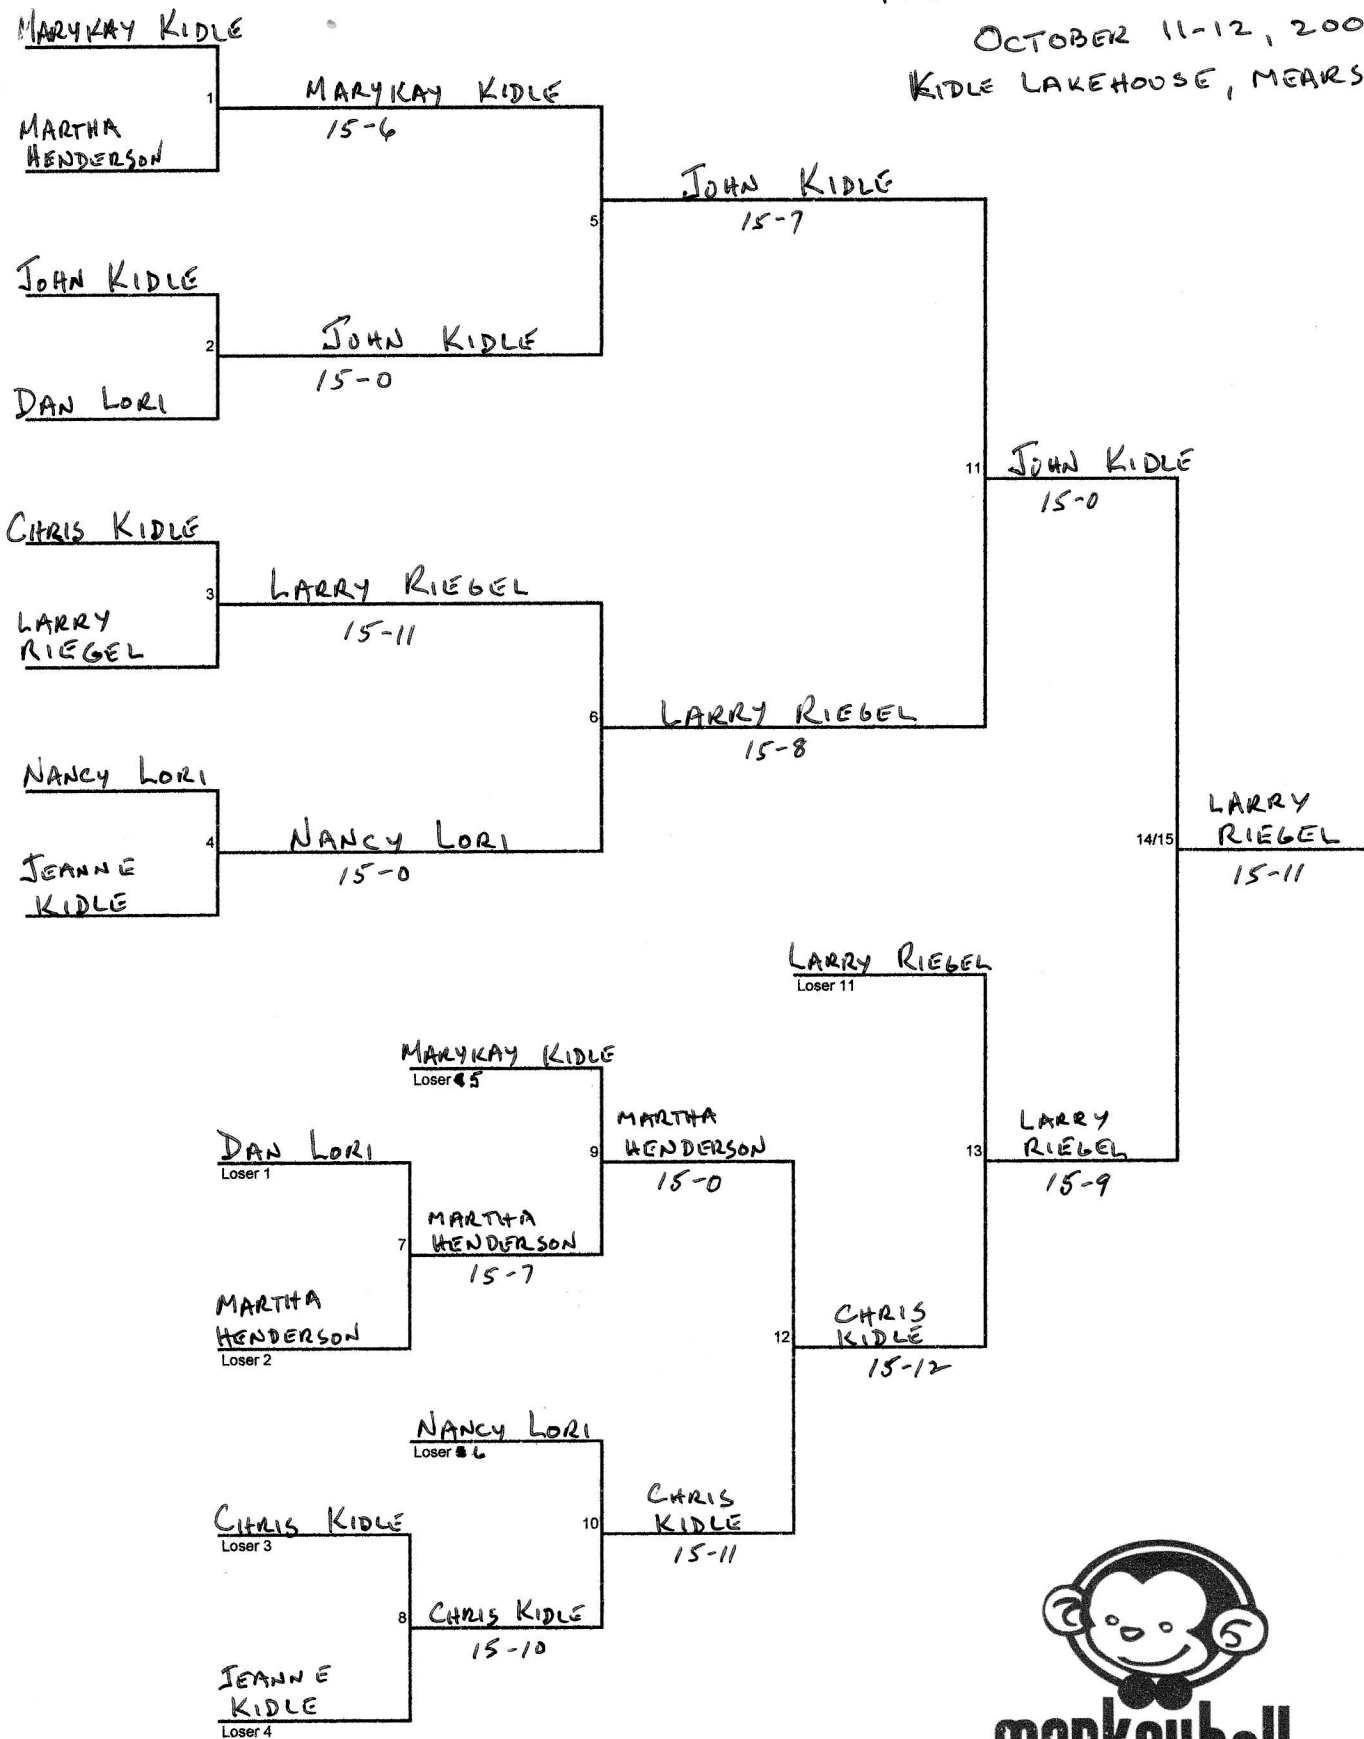 OCTOBER 11-12, 200
KIDLE LAKEHOUSE, MEARS
MARYKAY KIDLE
1
MARTHA
HENDERSON
MARYKAY KIDLE
15-6
JOHN KIDLE
2
DAN LORI
JOHN KIDLE
15-0
5
JOHN KIDLE
15-7
CHRIS KIDLE
3
LARRY
RIEGEL
LARRY RIEGEL
15-11
NANCY LORI
4
JEANNE
KIDLE
NANCY LORI
15-0
6
LARRY RIEGEL
15-8
11
JOHN KIDLE
15-0
14/15
LARRY
RIEGEL
15-11
LARRY RIEGEL
Loser 11
MARYKAY KIDLE
Loser 5
DAN LORI
Loser 1
7
MARTHA
HENDERSON
Loser 2
MARTHA
HENDERSON
15-7
9
MARTHA
HENDERSON
15-0
13
LARRY
RIEGEL
15-9
12
CHRIS
KIDLE
15-12
NANCY LORI
Loser 6
CHRIS KIDLE
Loser 3
8
JEANNE
KIDLE
Loser 4
CHRIS KIDLE
15-10
10
CHRIS
KIDLE
15-11